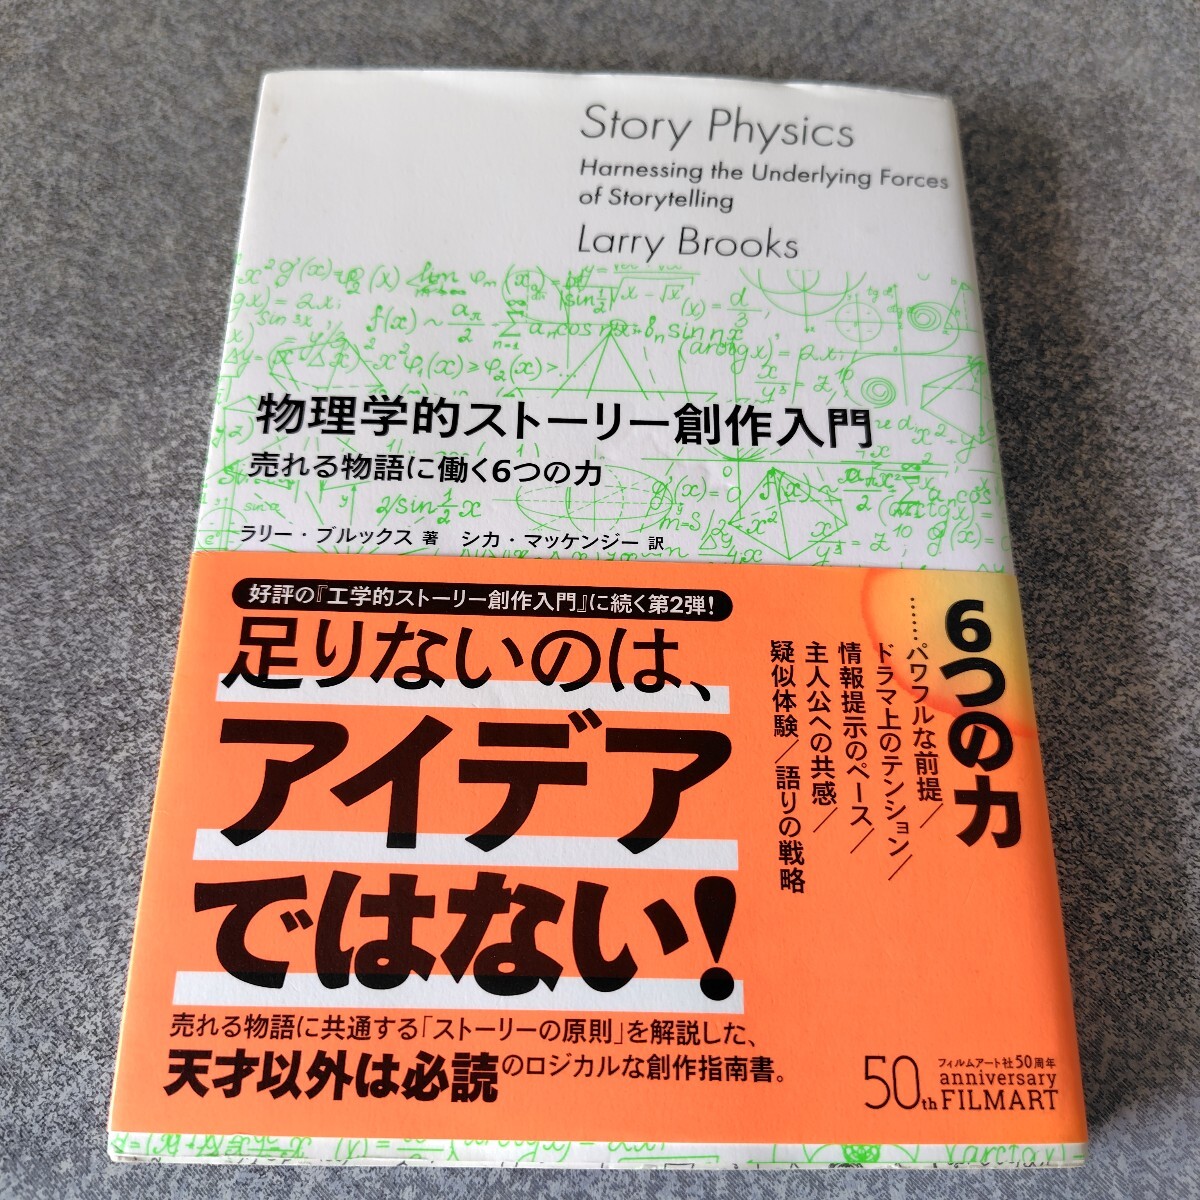 Story Physics
Harnessing the Underlying Forces
of Storytelling
Larry Brooks
物理学的ストーリー創作入門
売れる物語に働く6つの力
ラリー・ブルックス 著 シカ・マッケンジー 訳
好評の『工学的ストーリー創作入門』に続く第2弾!
足りないのは、
アイデア
ではない!
売れる物語に共通する「ストーリーの原則」を解説した、
天才以外は必読のロジカルな創作指南書。
6つの力
……パワフルな前提/
ドラマ上のテンション/
情報提示のペース/
主人公への共感/
疑似体験/語りの戦略
フィルムアート社50周年
50th anniversary
FILMART